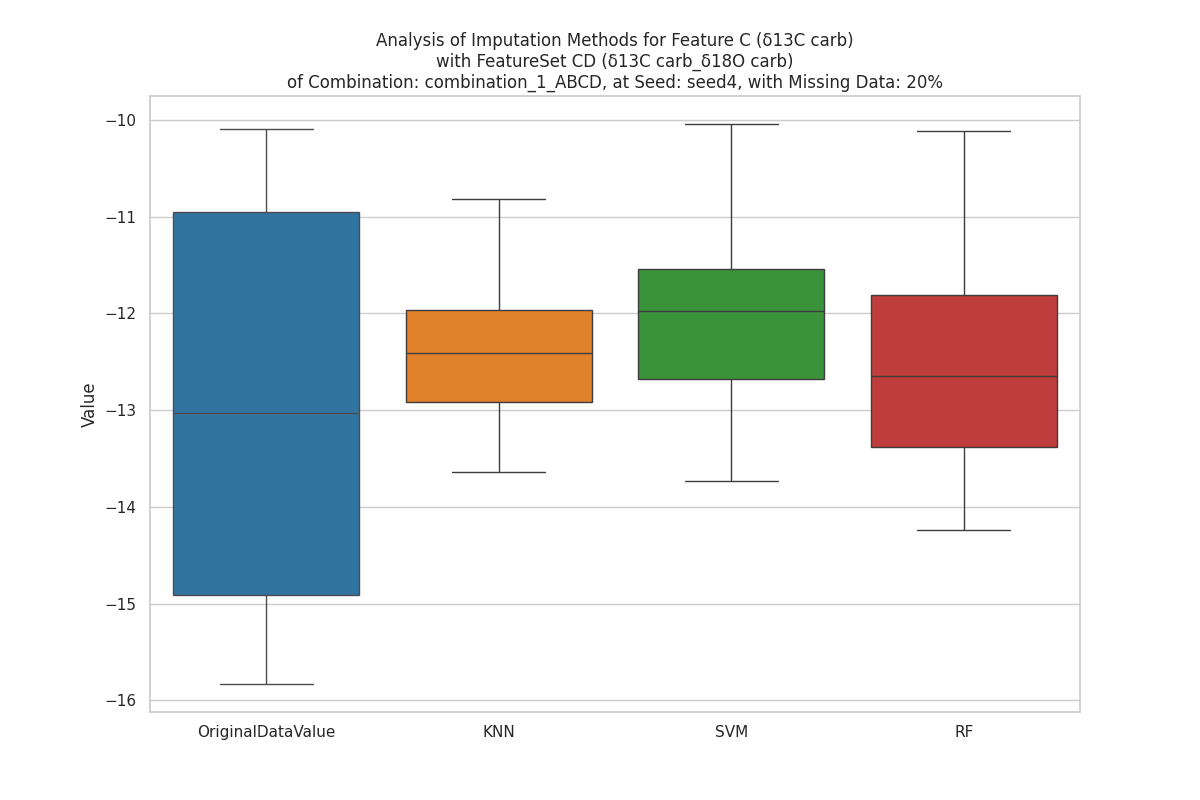 Analysis of Imputation Methods for Feature C (δ13C carb)
with FeatureSet CD (δ13C carb_δ18O carb)
of Combination: combination_1_ABCD, at Seed: seed4, with Missing Data: 20%
Value
−10
−11
−12
−13
−14
−15
−16
OriginalDataValue
KNN
SVM
RF